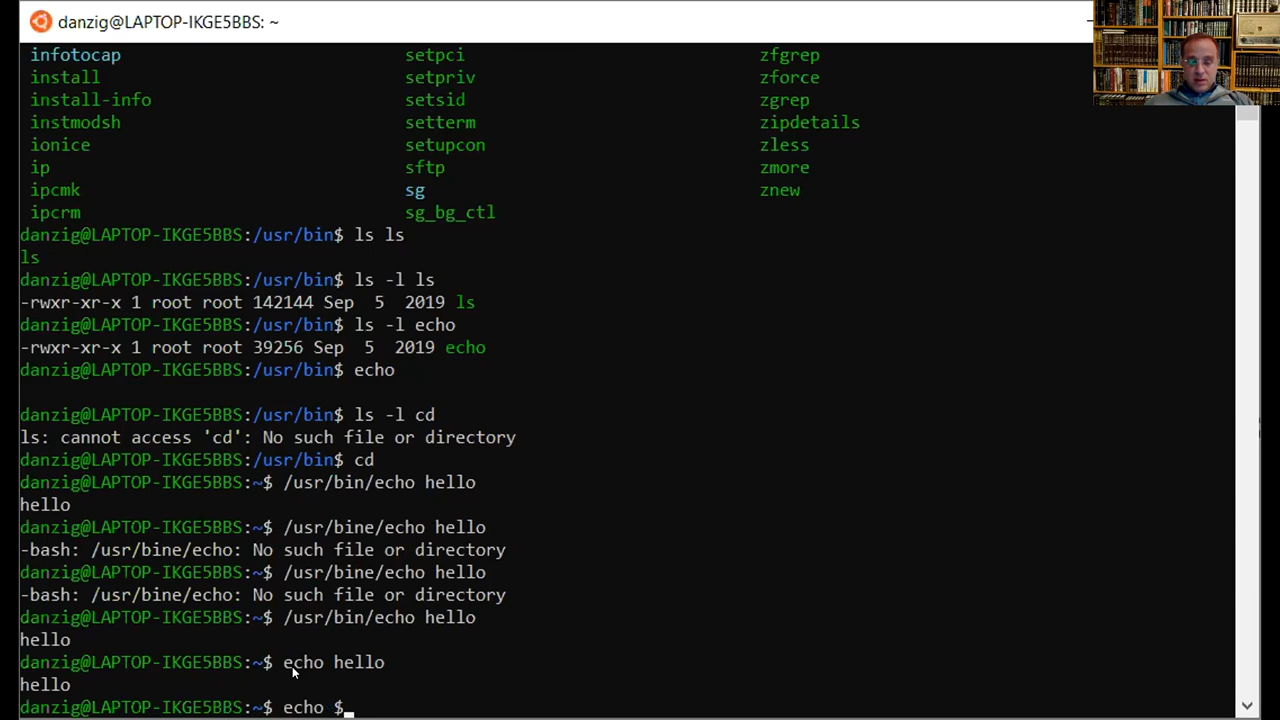 danzig@LAPTOP-IKGE5BBS: ~
infotocap setpci zfgrep
install setpriv zforce
install-info setsid zgrep
instmodsh setterm zipdetails
ionice setupcon zless
ip sftp zmore
ipcmk sg znew
ipcrm sg_bg_ctl
danzig@LAPTOP-IKGE5BBS:/usr/bin$ ls ls
ls
danzig@LAPTOP-IKGE5BBS:/usr/bin$ ls -l ls
-rwxr-xr-x 1 root root 142144 Sep  5  2019 ls
danzig@LAPTOP-IKGE5BBS:/usr/bin$ ls -l echo
-rwxr-xr-x 1 root root 39256 Sep  5  2019 echo
danzig@LAPTOP-IKGE5BBS:/usr/bin$ echo
danzig@LAPTOP-IKGE5BBS:/usr/bin$ ls -l cd
ls: cannot access 'cd': No such file or directory
danzig@LAPTOP-IKGE5BBS:/usr/bin$ cd
danzig@LAPTOP-IKGE5BBS:~$ /usr/bin/echo hello
hello
danzig@LAPTOP-IKGE5BBS:~$ /usr/bine/echo hello
-bash: /usr/bine/echo: No such file or directory
danzig@LAPTOP-IKGE5BBS:~$ /usr/bine/echo hello
-bash: /usr/bine/echo: No such file or directory
danzig@LAPTOP-IKGE5BBS:~$ /usr/bin/echo hello
hello
danzig@LAPTOP-IKGE5BBS:~$ echo hello
hello
danzig@LAPTOP-IKGE5BBS:~$ echo $